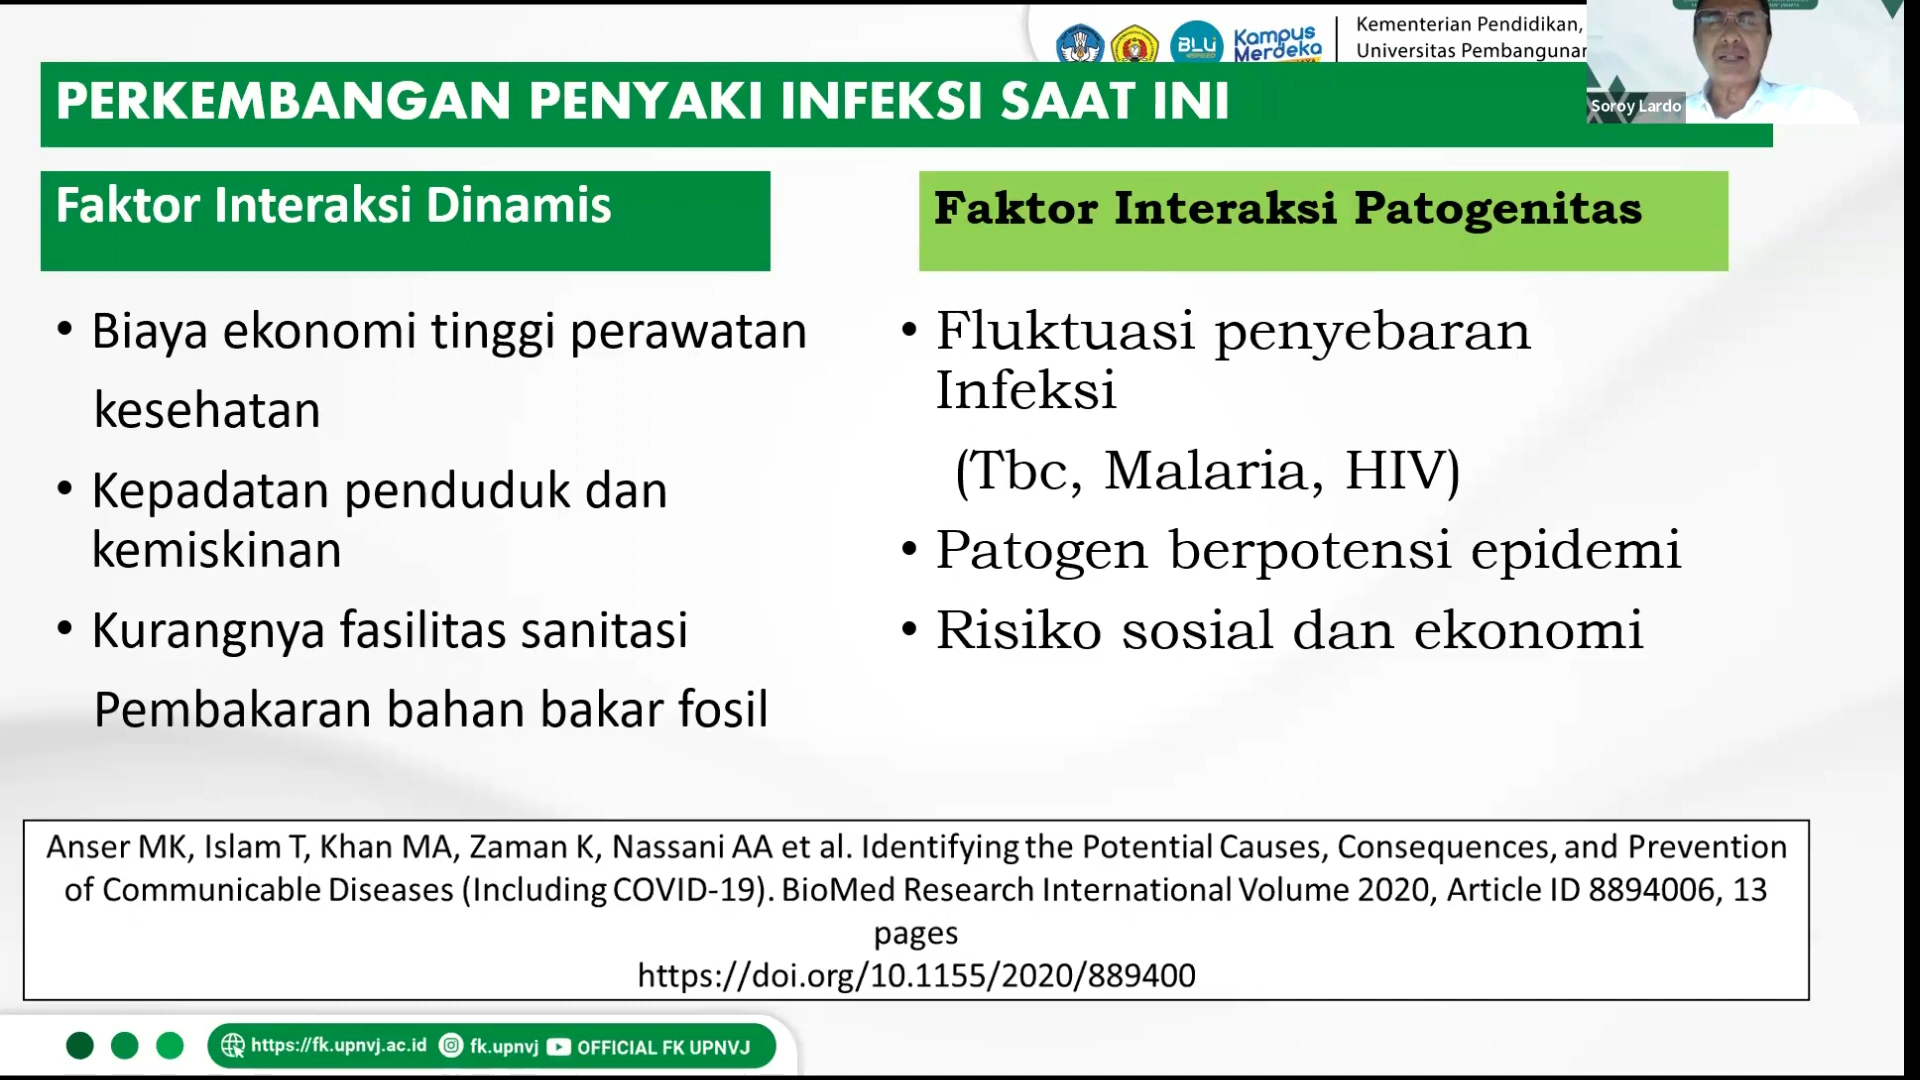 BLU
Kampus
Merdeka
Kementerian Pendidikan,
Universitas Pembangunan
Soroy Lardo
PERKEMBANGAN PENYAKI INFEKSI SAAT INI
Faktor Interaksi Dinamis
• Biaya ekonomi tinggi perawatan
kesehatan
• Kepadatan penduduk dan
kemiskinan
• Kurangnya fasilitas sanitasi
Pembakaran bahan bakar fosil
Faktor Interaksi Patogenitas
• Fluktuasi penyebaran
Infeksi
(Tbc, Malaria, HIV)
• Patogen berpotensi epidemi
• Risiko sosial dan ekonomi
Anser MK, Islam T, Khan MA, Zaman K, Nassani AA et al. Identifying the Potential Causes, Consequences, and Prevention
of Communicable Diseases (Including COVID-19). BioMed Research International Volume 2020, Article ID 8894006, 13
pages
https://doi.org/10.1155/2020/889400
https://fk.upnvj.ac.id fk.upnvj OFFICIAL FK UPNVJ